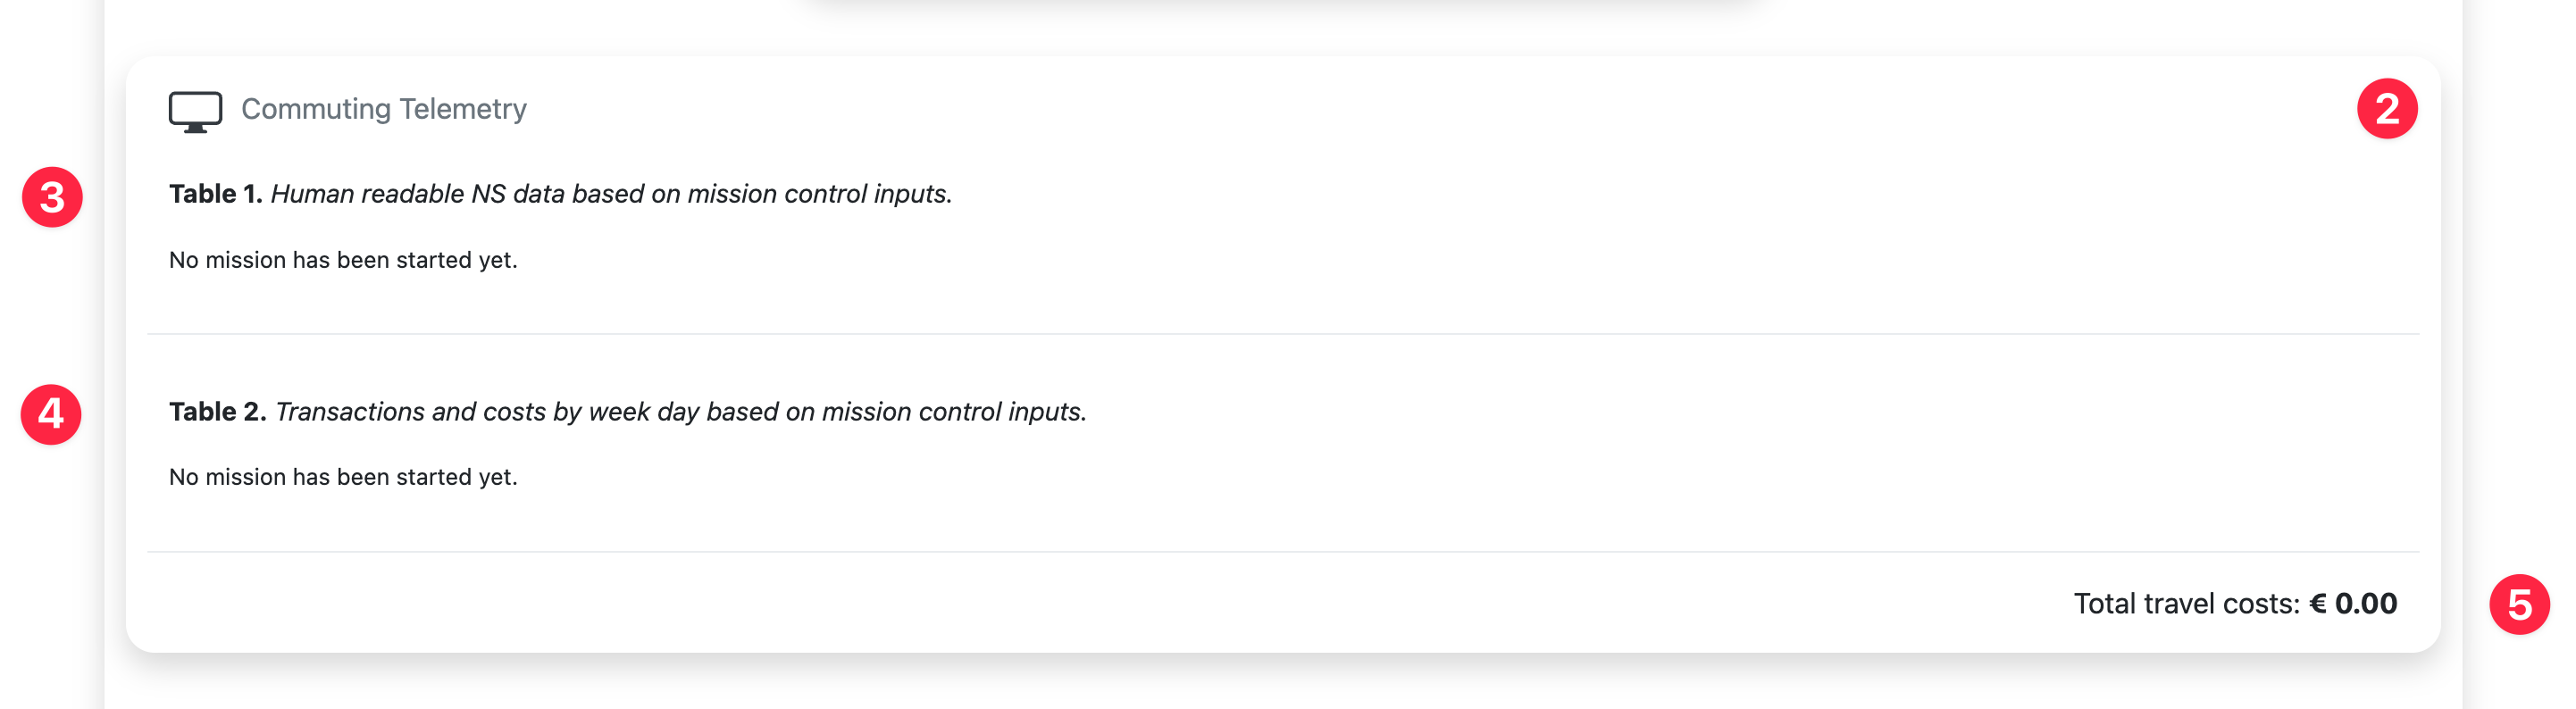 Commuting Telemetry
2
3
Table 1. Human readable NS data based on mission control inputs.
No mission has been started yet.
4
Table 2. Transactions and costs by week day based on mission control inputs.
No mission has been started yet.
Total travel costs: € 0.00
5